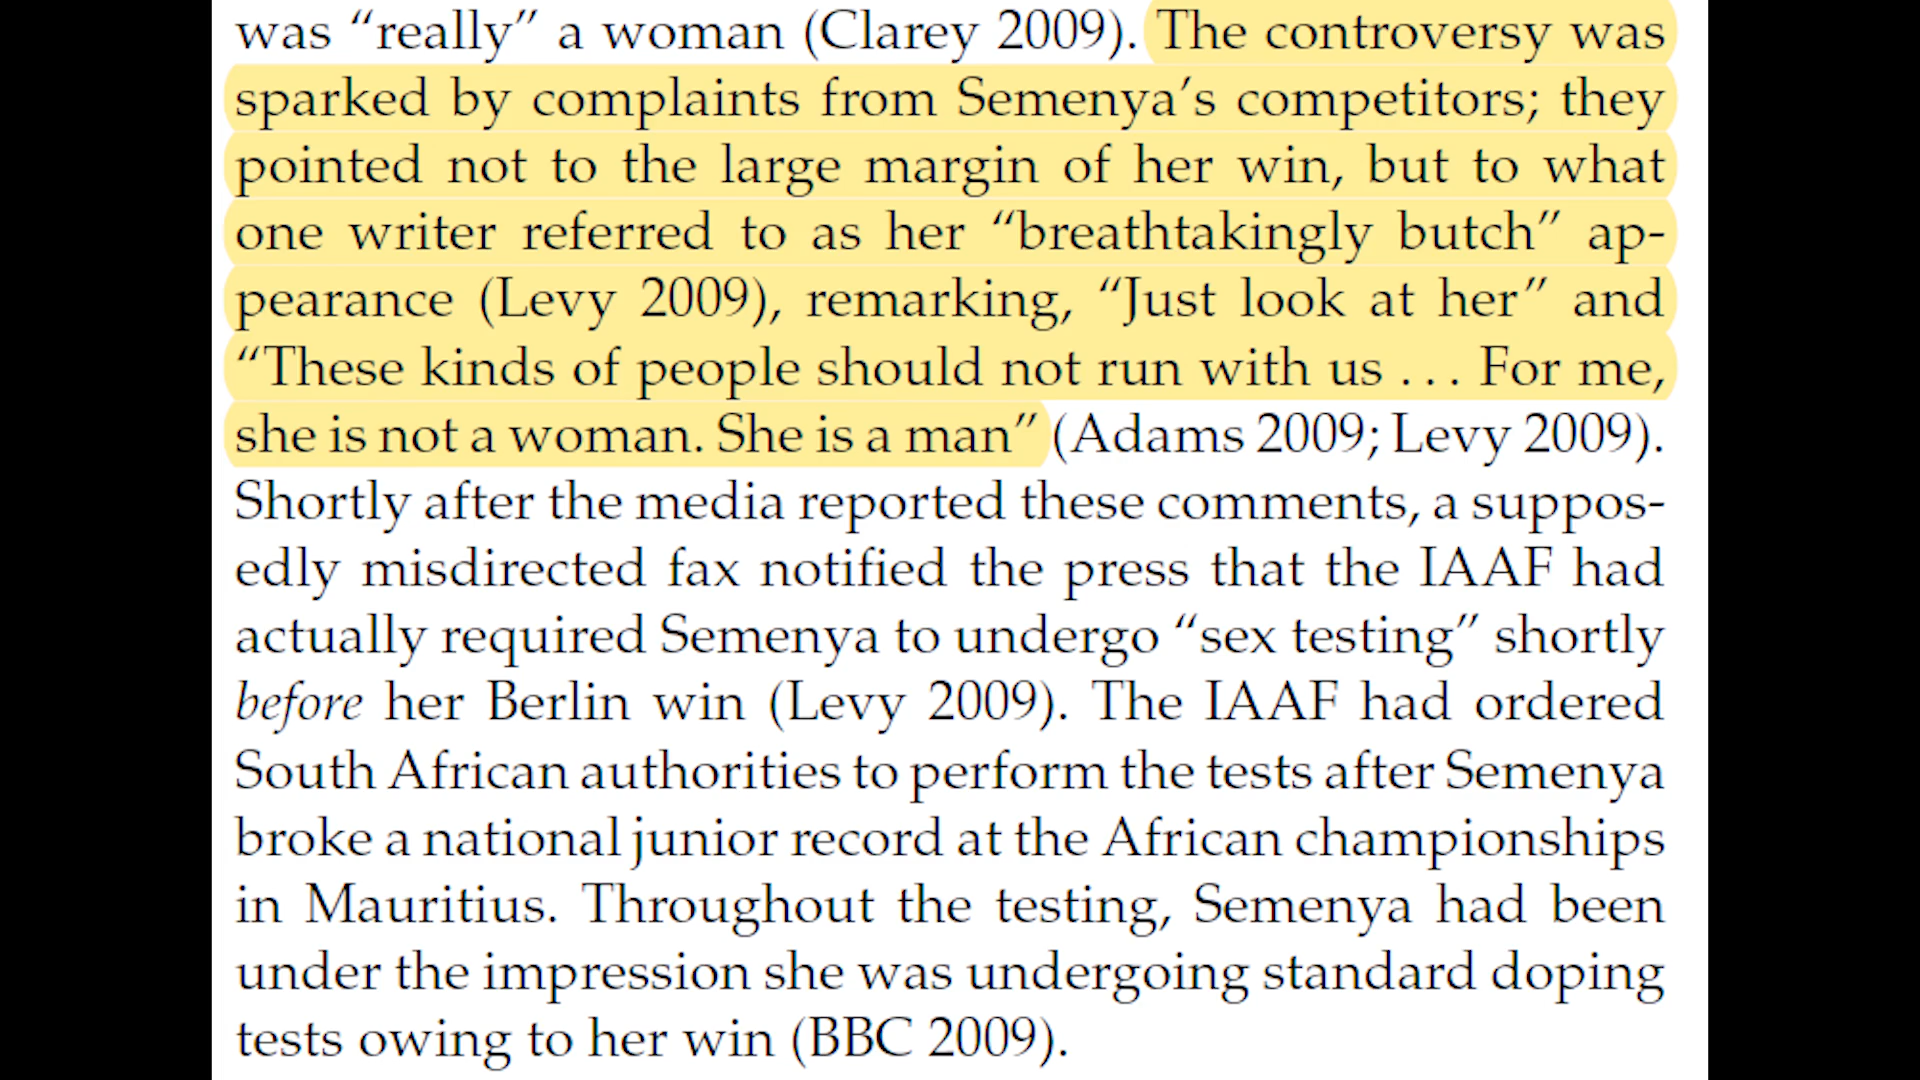 was “really” a woman (Clarey 2009). The controversy was
sparked by complaints from Semenya’s competitors; they
pointed not to the large margin of her win, but to what
one writer referred to as her “breathtakingly butch” ap-
pearance (Levy 2009), remarking, “Just look at her” and
“These kinds of people should not run with us . . . For me,
she is not a woman. She is a man” (Adams 2009; Levy 2009).
Shortly after the media reported these comments, a suppos-
edly misdirected fax notified the press that the IAAF had
actually required Semenya to undergo “sex testing” shortly
before her Berlin win (Levy 2009). The IAAF had ordered
South African authorities to perform the tests after Semenya
broke a national junior record at the African championships
in Mauritius. Throughout the testing, Semenya had been
under the impression she was undergoing standard doping
tests owing to her win (BBC 2009).